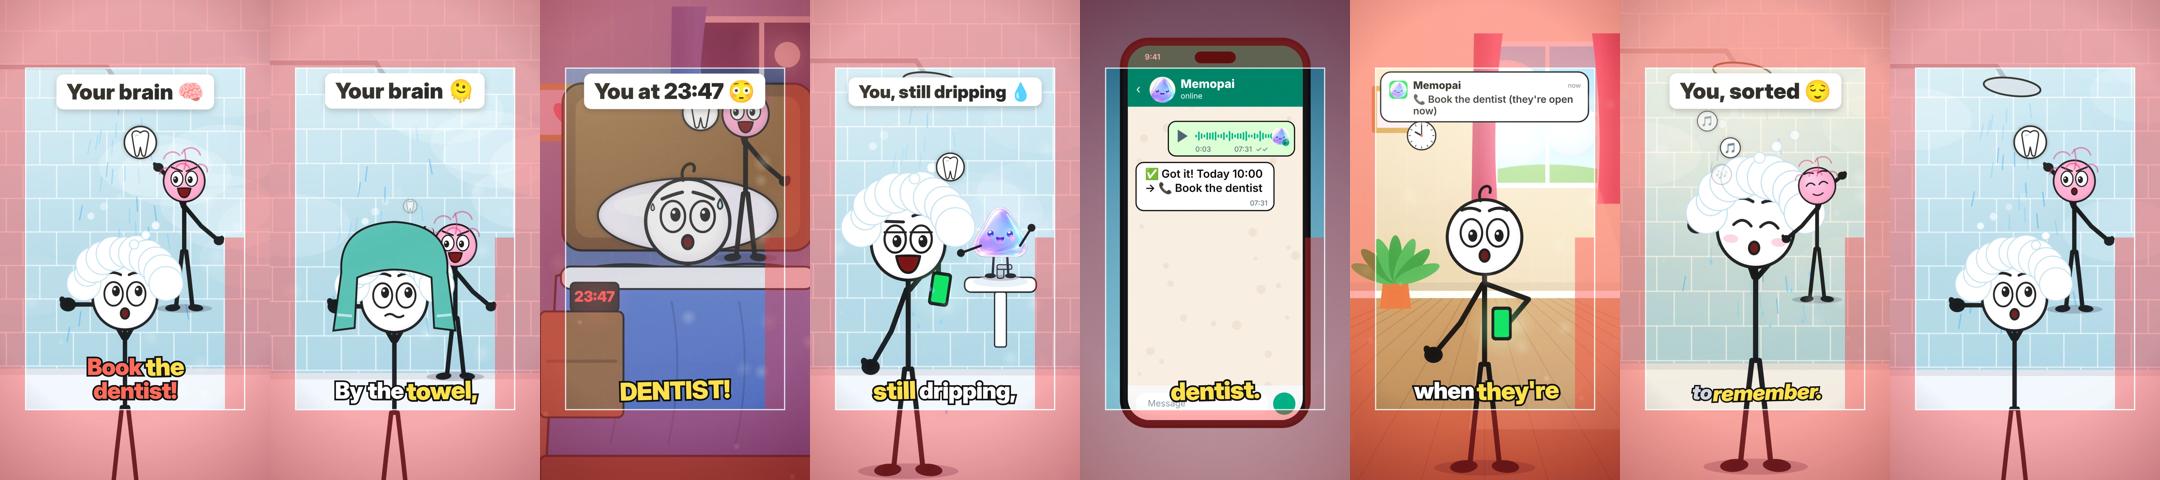 Your brain 🧠
Book the
dentist!
Your brain 🫠
By the towel,
You at 23:47 😳
23:47
DENTIST!
You, still dripping 💧
still dripping,
9:41
Memopai
online
0:03 07:31
✅ Got it! Today 10:00
→ 📞 Book the dentist
07:31
dentist.
Message
Memopai now
📞 Book the dentist (they're open
now)
when they're
You, sorted 😌
to remember.